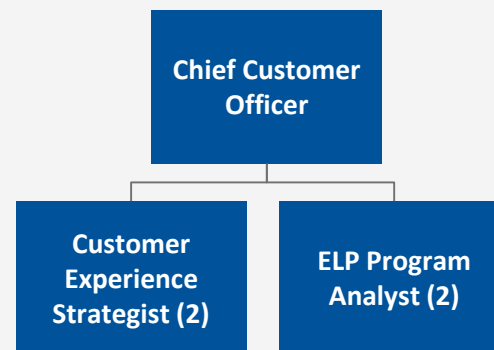 Chief Customer
Officer
Customer
Experience
Strategist (2)
ELP Program
Analyst (2)